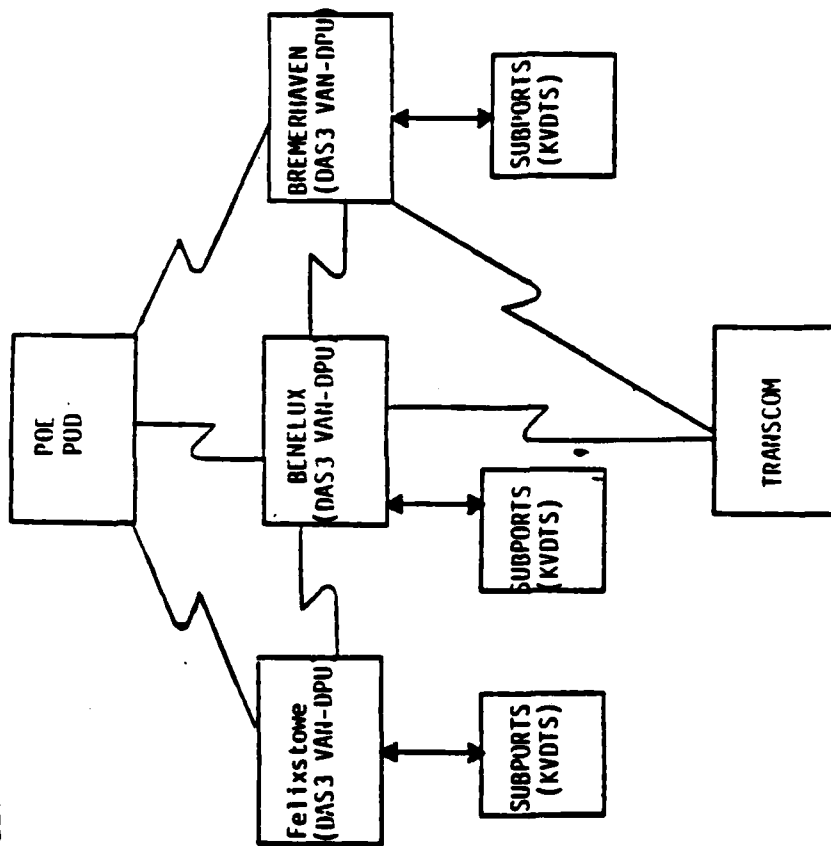 POE
POD
BREMERHAVEN
(DAS3 VAN-DPU)
BENELUX
(DAS3 VAN-DPU)
Felixstowe
(DAS3 VAN-DPU)
SUBPORTS
(KVDTS)
SUBPORTS
(KVDTS)
SUBPORTS
(KVDTS)
TRANSCOM